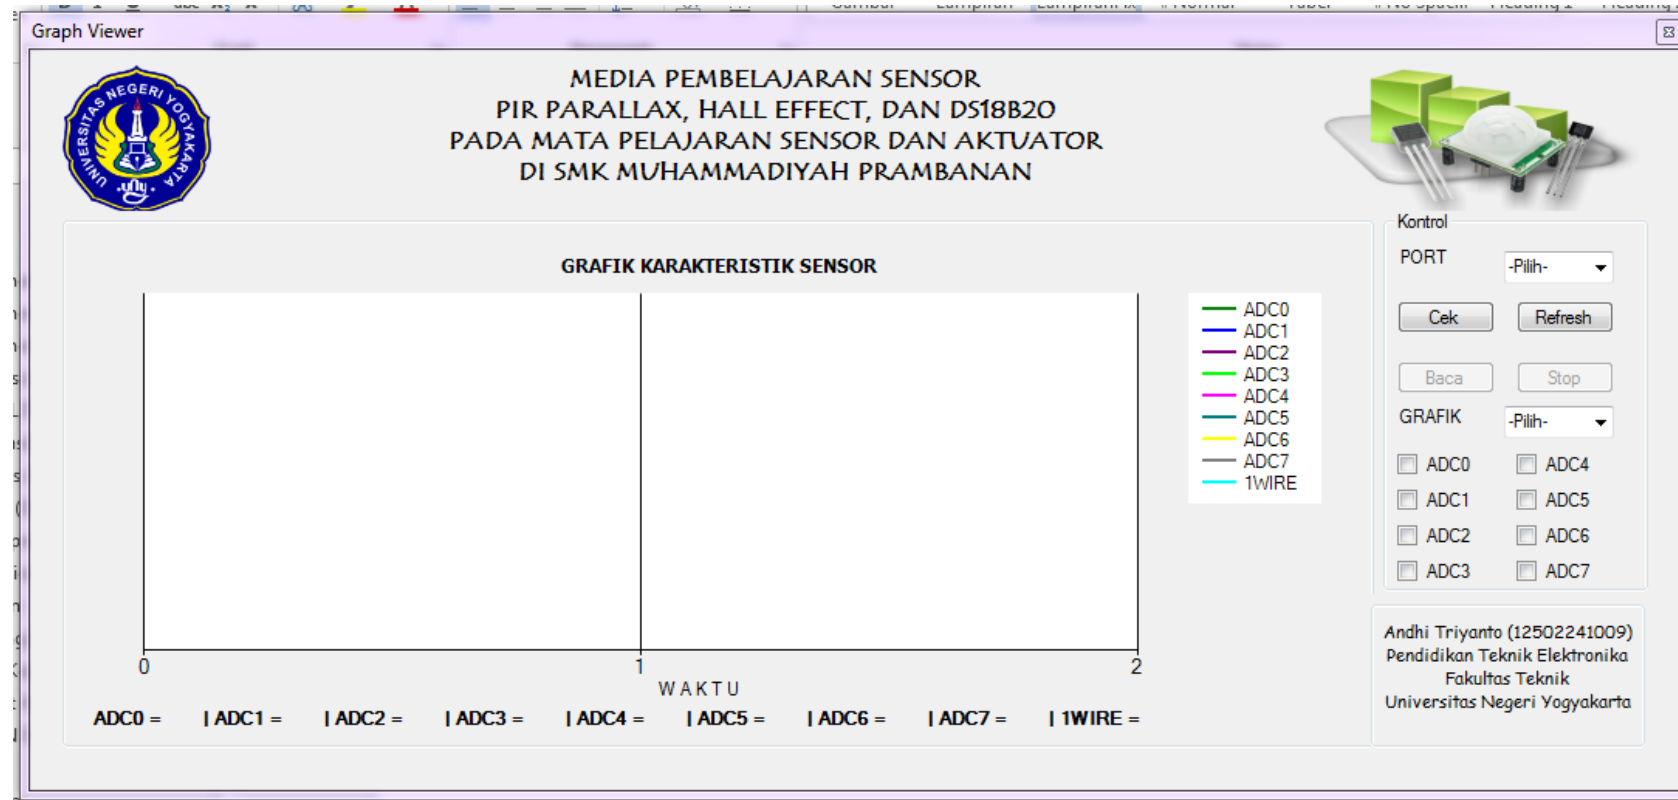 Graph Viewer
MEDIA PEMBELAJARAN SENSOR
PIR PARALLAX, HALL EFFECT, DAN DS18B20
PADA MATA PELAJARAN SENSOR DAN AKTUATOR
DI SMK MUHAMMADIYAH PRAMBANAN
UNIVERSITAS NEGERI YOGYAKARTA
GRAFIK KARAKTERISTIK SENSOR
0 1 2
WAKTU
ADC0
ADC1
ADC2
ADC3
ADC4
ADC5
ADC6
ADC7
1WIRE
ADC0 = | ADC1 = | ADC2 = | ADC3 = | ADC4 = | ADC5 = | ADC6 = | ADC7 = | 1WIRE =
Kontrol
PORT -Pilih-
Cek Refresh
Baca Stop
GRAFIK -Pilih-
ADC0 ADC4
ADC1 ADC5
ADC2 ADC6
ADC3 ADC7
Andhi Triyanto (12502241009)
Pendidikan Teknik Elektronika
Fakultas Teknik
Universitas Negeri Yogyakarta